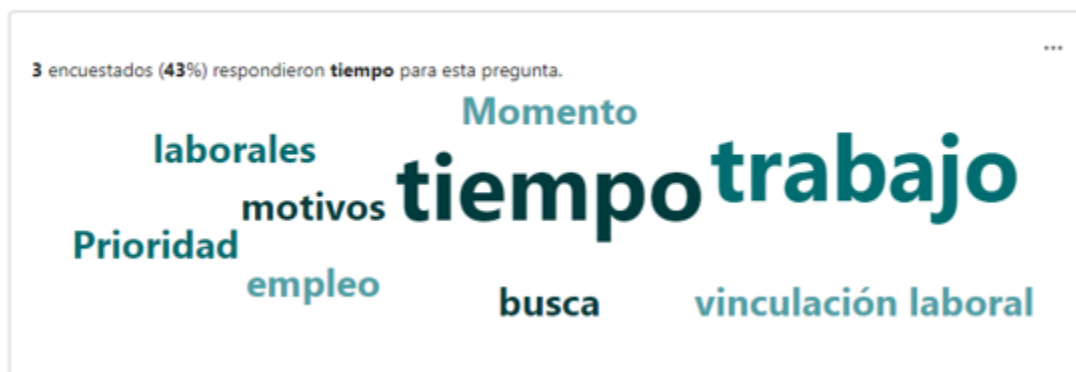 ...
3 encuestados (43%) respondieron tiempo para esta pregunta.
Momento
laborales
trabajo
tiempo
motivos
Prioridad
empleo
busca
vinculación laboral